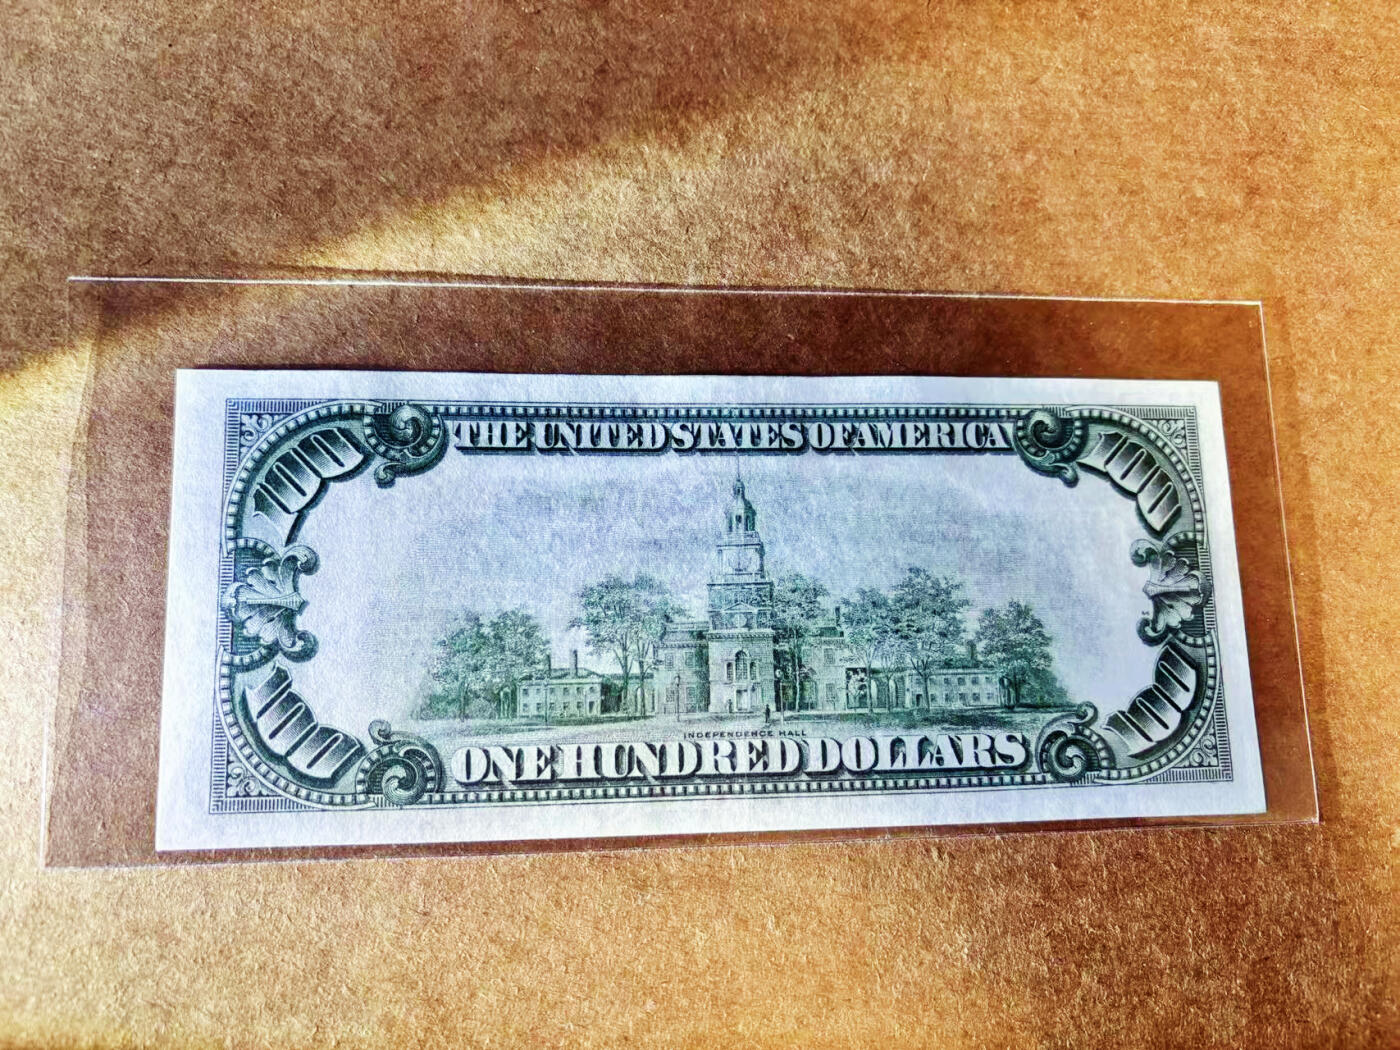 THE UNITED STATES OF AMERICA
100 100
100 100
INDEPENDENCE HALL
ONE HUNDRED DOLLARS